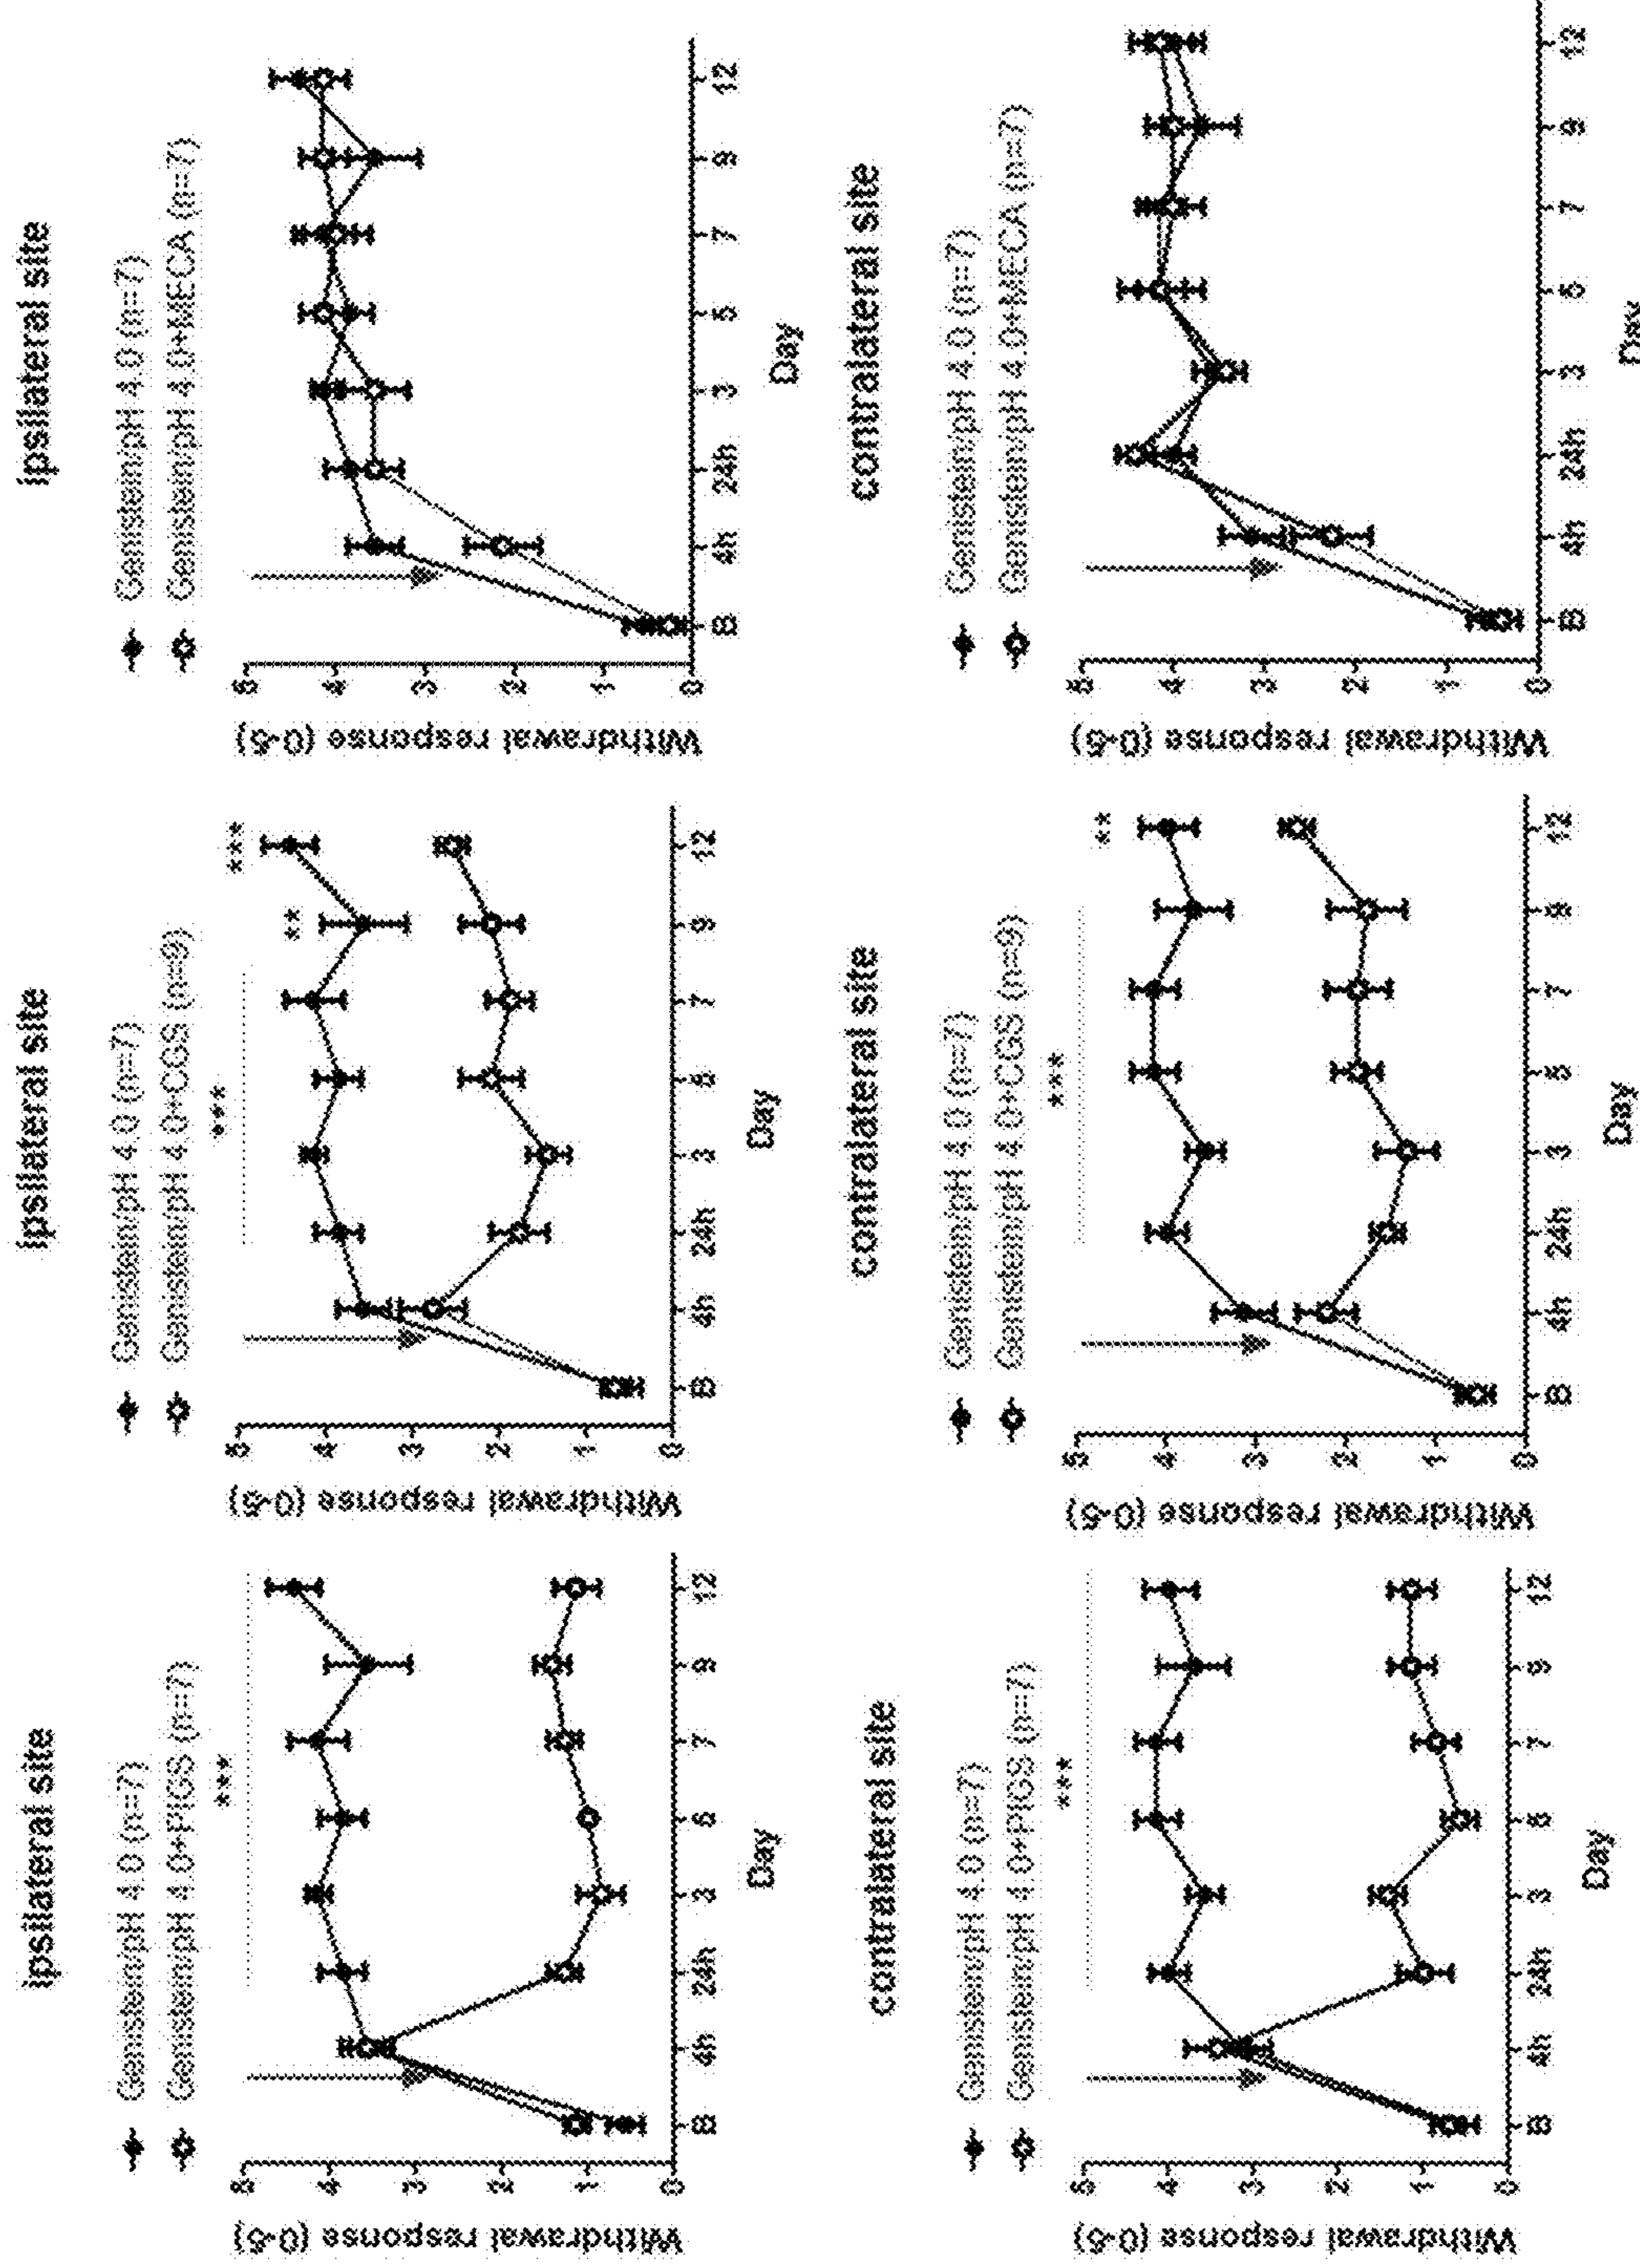 ipsilateral site
Genistein/pH 4.0 (n=7)
Genistein/pH 4.0+PIGS (n=7)
***
Withdrawal response (0-5)
5
4
3
2
1
0
B 4h 24h 3 5 7 9 12
Day
ipsilateral site
Genistein/pH 4.0 (n=7)
Genistein/pH 4.0+CGS (n=9)
***
**
***
Withdrawal response (0-5)
5
4
3
2
1
0
B 4h 24h 3 5 7 9 12
Day
ipsilateral site
Genistein/pH 4.0 (n=7)
Genistein/pH 4.0+MECA (n=7)
Withdrawal response (0-5)
5
4
3
2
1
0
B 4h 24h 3 5 7 9 12
Day
contralateral site
Genistein/pH 4.0 (n=7)
Genistein/pH 4.0+PIGS (n=7)
***
Withdrawal response (0-5)
5
4
3
2
1
0
B 4h 24h 3 5 7 9 12
Day
contralateral site
Genistein/pH 4.0 (n=7)
Genistein/pH 4.0+CGS (n=9)
***
**
Withdrawal response (0-5)
5
4
3
2
1
0
B 4h 24h 3 5 7 9 12
Day
contralateral site
Genistein/pH 4.0 (n=7)
Genistein/pH 4.0+MECA (n=7)
Withdrawal response (0-5)
5
4
3
2
1
0
B 4h 24h 3 5 7 9 12
Day